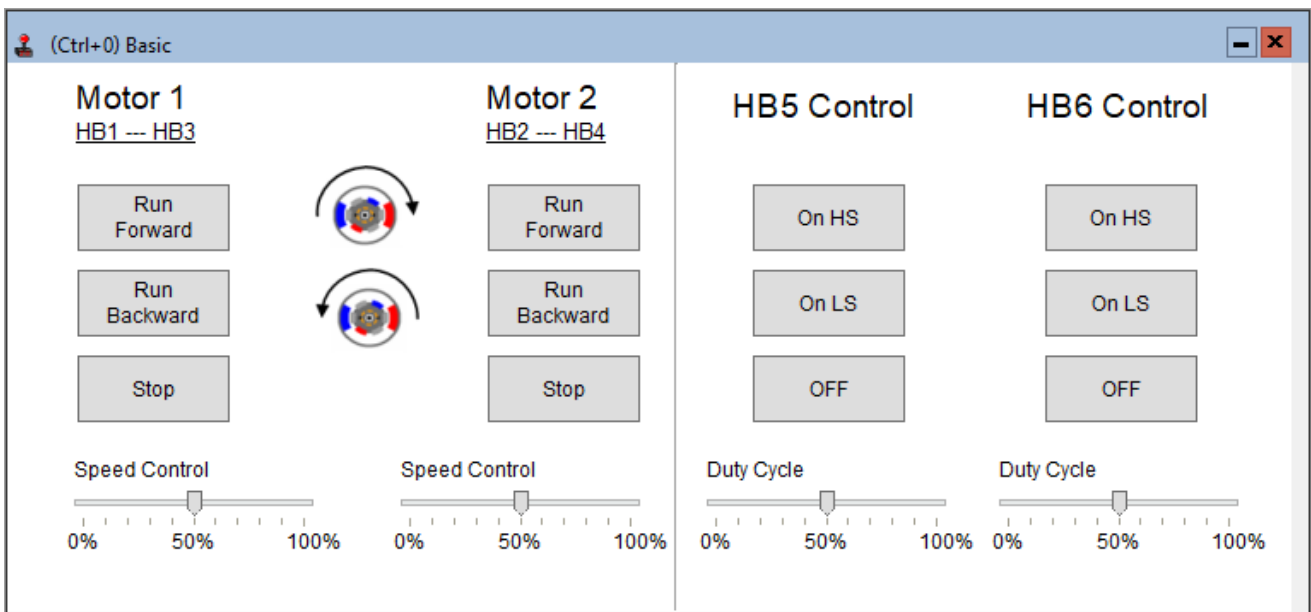 (Ctrl+0) Basic
Motor 1
HB1 --- HB3
Run
Forward
Run
Backward
Stop
Speed Control
0% 50% 100%
Motor 2
HB2 --- HB4
Run
Forward
Run
Backward
Stop
Speed Control
0% 50% 100%
HB5 Control
On HS
On LS
OFF
Duty Cycle
0% 50% 100%
HB6 Control
On HS
On LS
OFF
Duty Cycle
0% 50% 100%